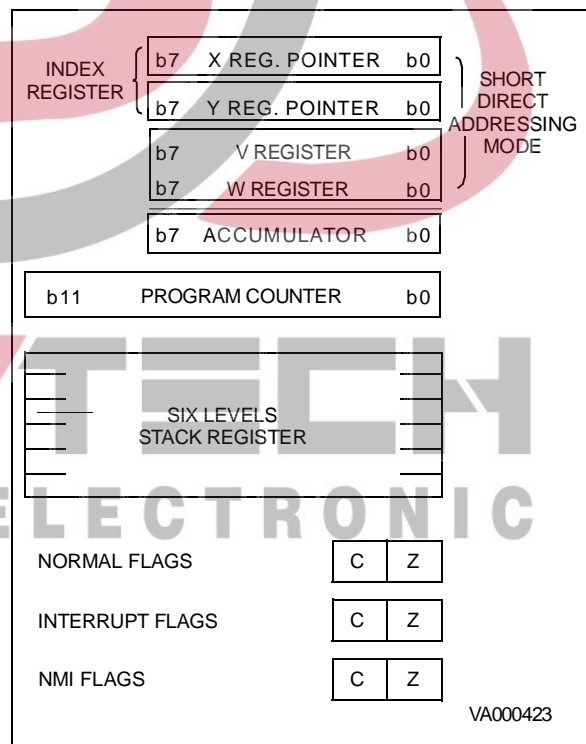 INDEX
REGISTER
b7 X REG. POINTER b0
b7 Y REG. POINTER b0
b7 V REGISTER b0
b7 W REGISTER b0
SHORT
DIRECT
ADDRESSING
MODE
b7 ACCUMULATOR b0
b11 PROGRAM COUNTER b0
SIX LEVELS
STACK REGISTER
TECH
ELECTRONIC
NORMAL FLAGS C Z
INTERRUPT FLAGS C Z
NMI FLAGS C Z
VA000423